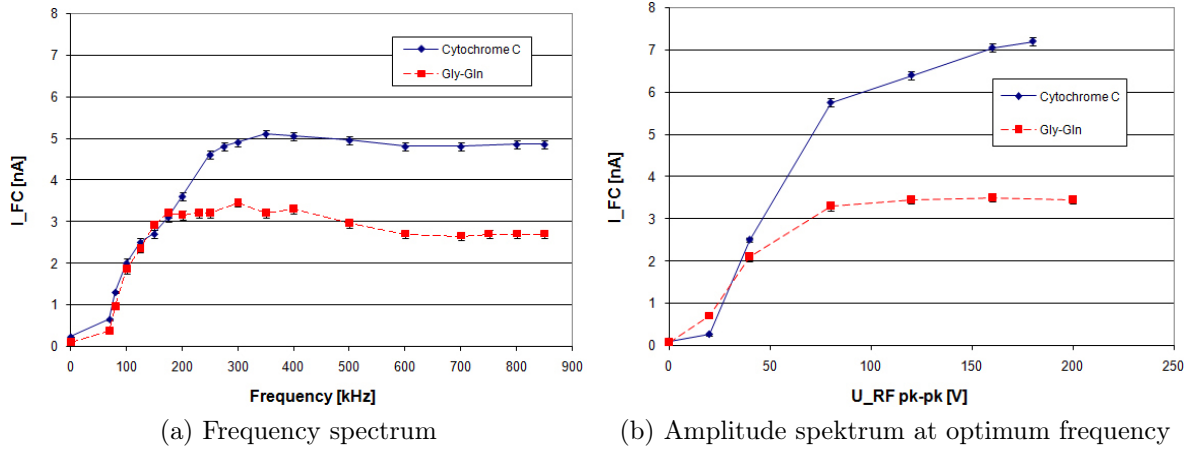 8
7
6
5
4
3
2
1
0
I_FC [nA]
Cytochrome C
Gly-Gln
0 100 200 300 400 500 600 700 800 900
Frequency [kHz]
(a) Frequency spectrum
8
7
6
5
4
3
2
1
0
I_FC [nA]
Cytochrome C
Gly-Gln
0 50 100 150 200 250
U_RF pk-pk [V]
(b) Amplitude spektrum at optimum frequency